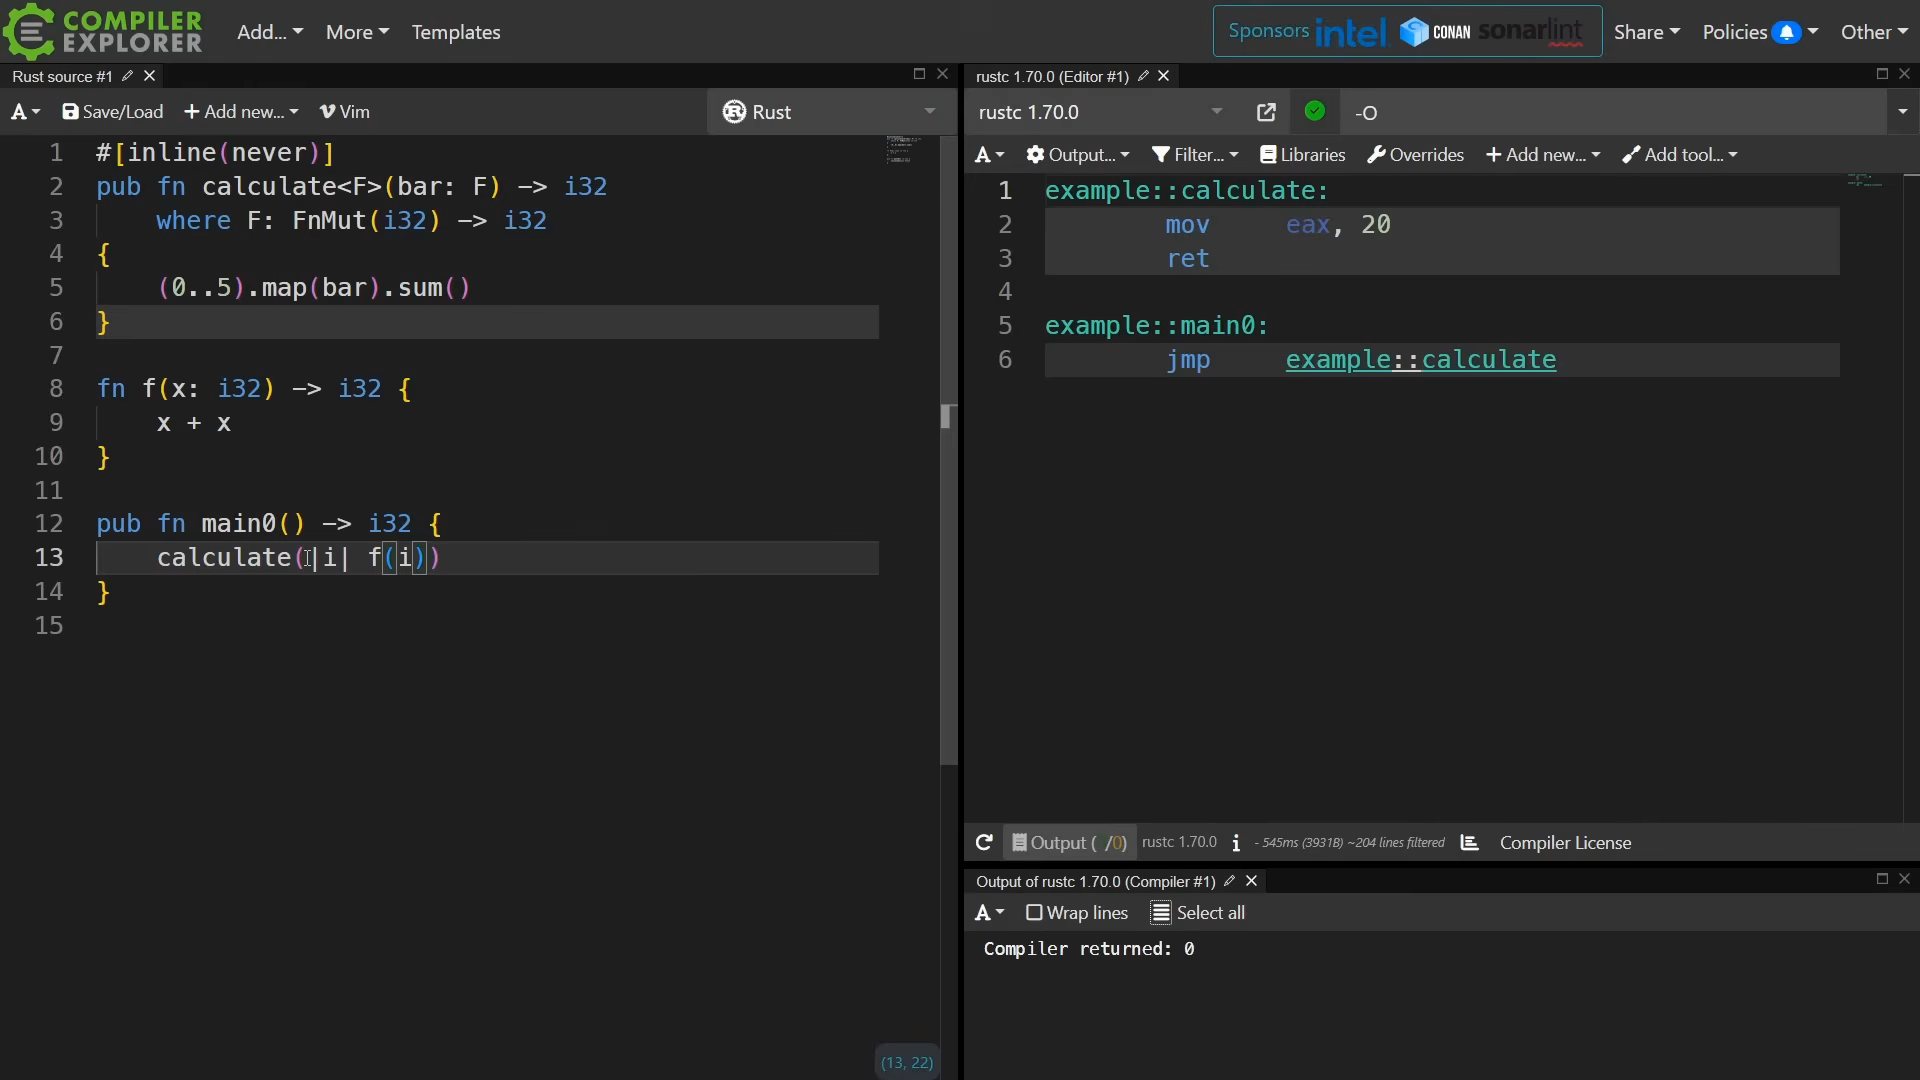 COMPILER EXPLORER Add... More Templates Sponsors intel. CONAN sonarlint Share Policies Other
Rust source #1
A Save/Load + Add new... Vim Rust
1 #[inline(never)]
2 pub fn calculate<F>(bar: F) -> i32
3 where F: FnMut(i32) -> i32
4 {
5 (0..5).map(bar).sum()
6 }
7
8 fn f(x: i32) -> i32 {
9 x + x
10 }
11
12 pub fn main0() -> i32 {
13 calculate(|i| f(i))
14 }
15
(13, 22)
rustc 1.70.0 (Editor #1)
rustc 1.70.0 -O
A Output... Filter... Libraries Overrides + Add new... Add tool...
1 example::calculate:
2 mov eax, 20
3 ret
4
5 example::main0:
6 jmp example::calculate
Output ( /0) rustc 1.70.0 i - 545ms (3931B) ~204 lines filtered Compiler License
Output of rustc 1.70.0 (Compiler #1)
A Wrap lines Select all
Compiler returned: 0